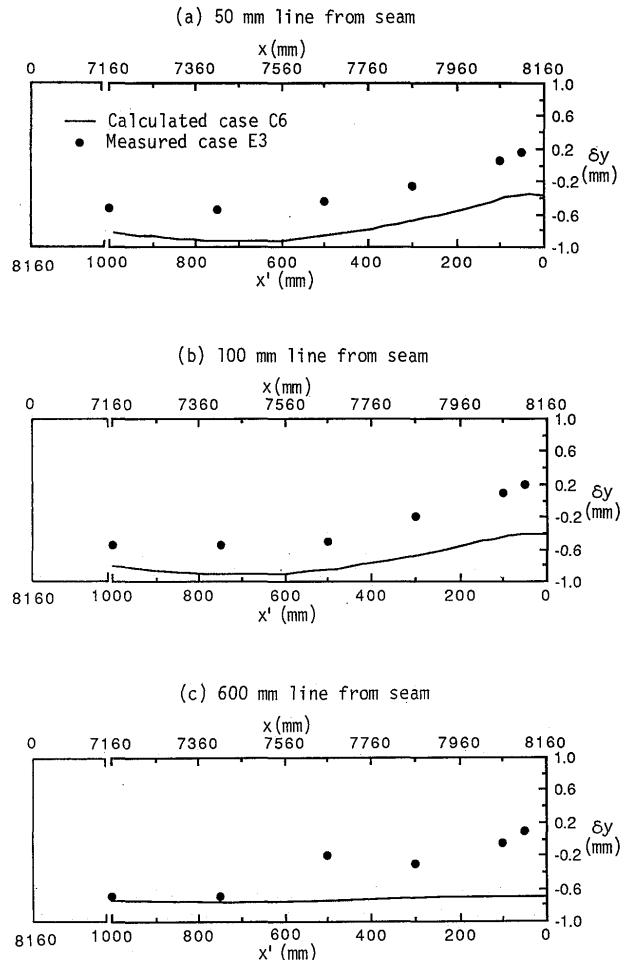 (a) 50 mm line from seam
x(mm)
0 7160 7360 7560 7760 7960 8160
1.0
0.6
0.2
-0.2
-0.6
-1.0
δy
(mm)
Calculated case C6
Measured case E3
8160 1000 800 600 400 200 0
x' (mm)
(b) 100 mm line from seam
x(mm)
0 7160 7360 7560 7760 7960 8160
1.0
0.6
0.2
-0.2
-0.6
-1.0
δy
(mm)
8160 1000 800 600 400 200 0
x' (mm)
(c) 600 mm line from seam
x(mm)
0 7160 7360 7560 7760 7960 8160
1.0
0.6
0.2
-0.2
-0.6
-1.0
δy
(mm)
8160 1000 800 600 400 200 0
x' (mm)